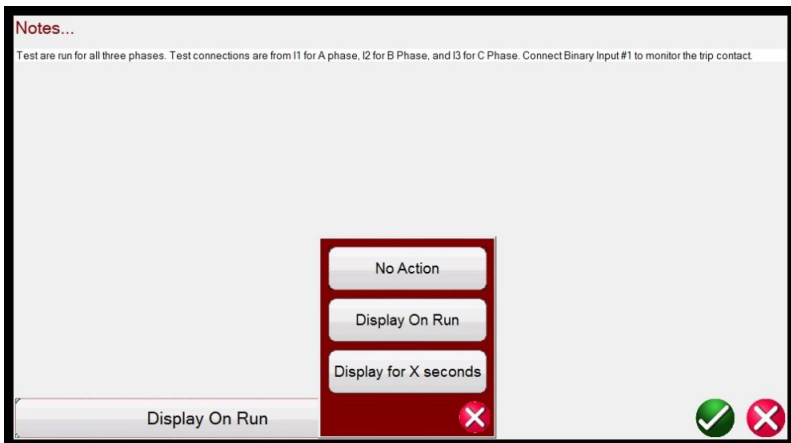 Notes...
Test are run for all three phases. Test connections are from I1 for A phase, I2 for B Phase, and I3 for C Phase. Connect Binary Input #1 to monitor the trip contact.
No Action
Display On Run
Display for X seconds
Display On Run